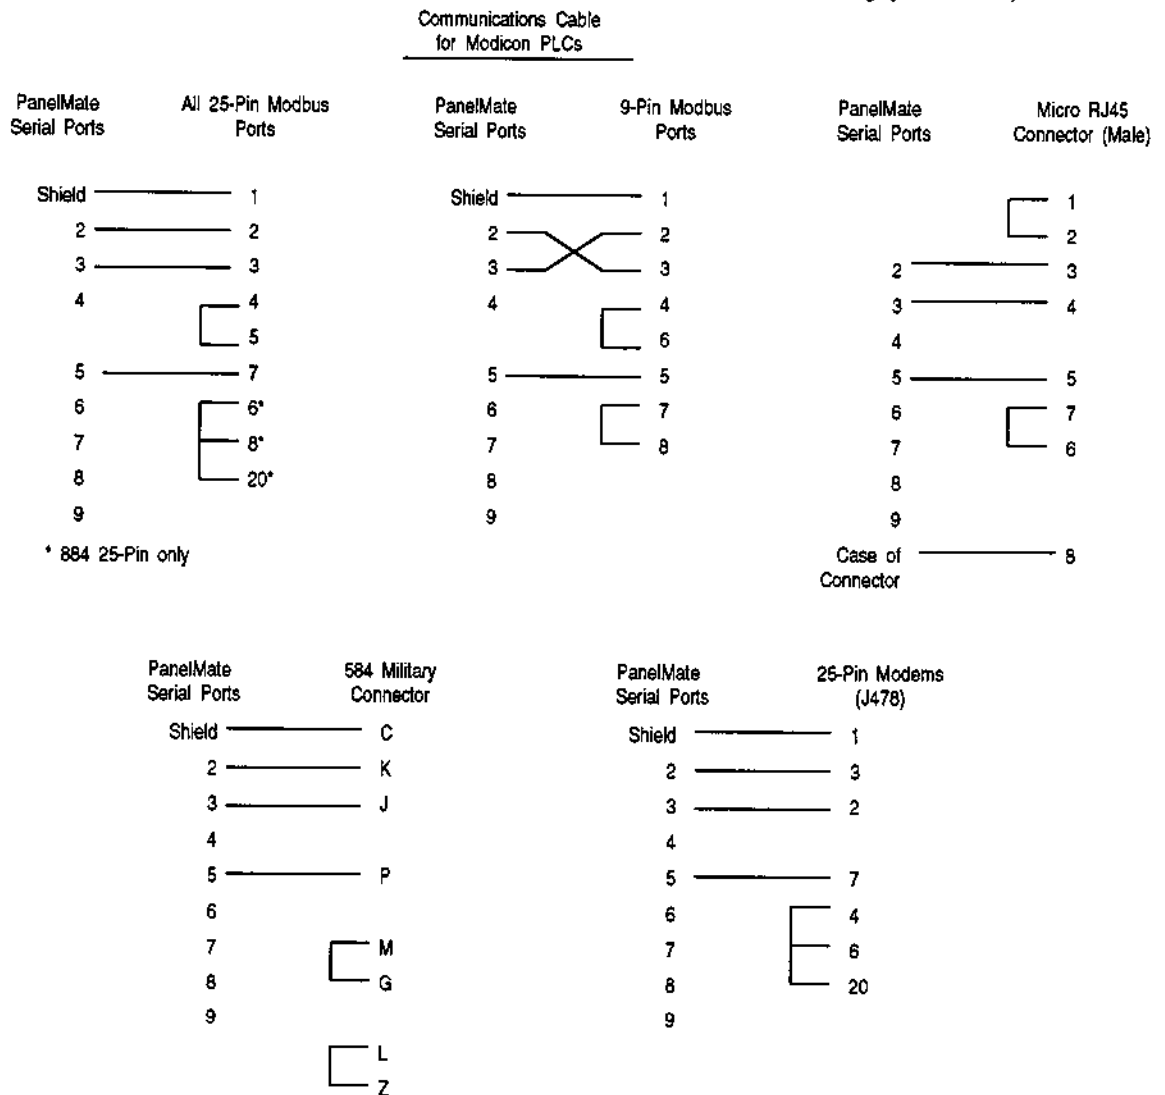 Communications Cable
for Modicon PLCs
PanelMate
Serial Ports
All 25-Pin Modbus
Ports
Shield 1
2 2
3 3
4 4
5
5 7
6 6*
7 8*
8 20*
9
* 884 25-Pin only
PanelMate
Serial Ports
9-Pin Modbus
Ports
Shield 1
2 2
3 3
4 4
6
5 5
6 7
7 8
8
9
PanelMate
Serial Ports
Micro RJ45
Connector (Male)
1
2
2 3
3 4
4
5 5
6 7
7 6
8
9
Case of
Connector
8
PanelMate
Serial Ports
584 Military
Connector
Shield C
2 K
3 J
4
5 P
6
7 M
8 G
9
L
Z
PanelMate
Serial Ports
25-Pin Modems
(J478)
Shield 1
2 3
3 2
4
5 7
6 4
7 6
8 20
9